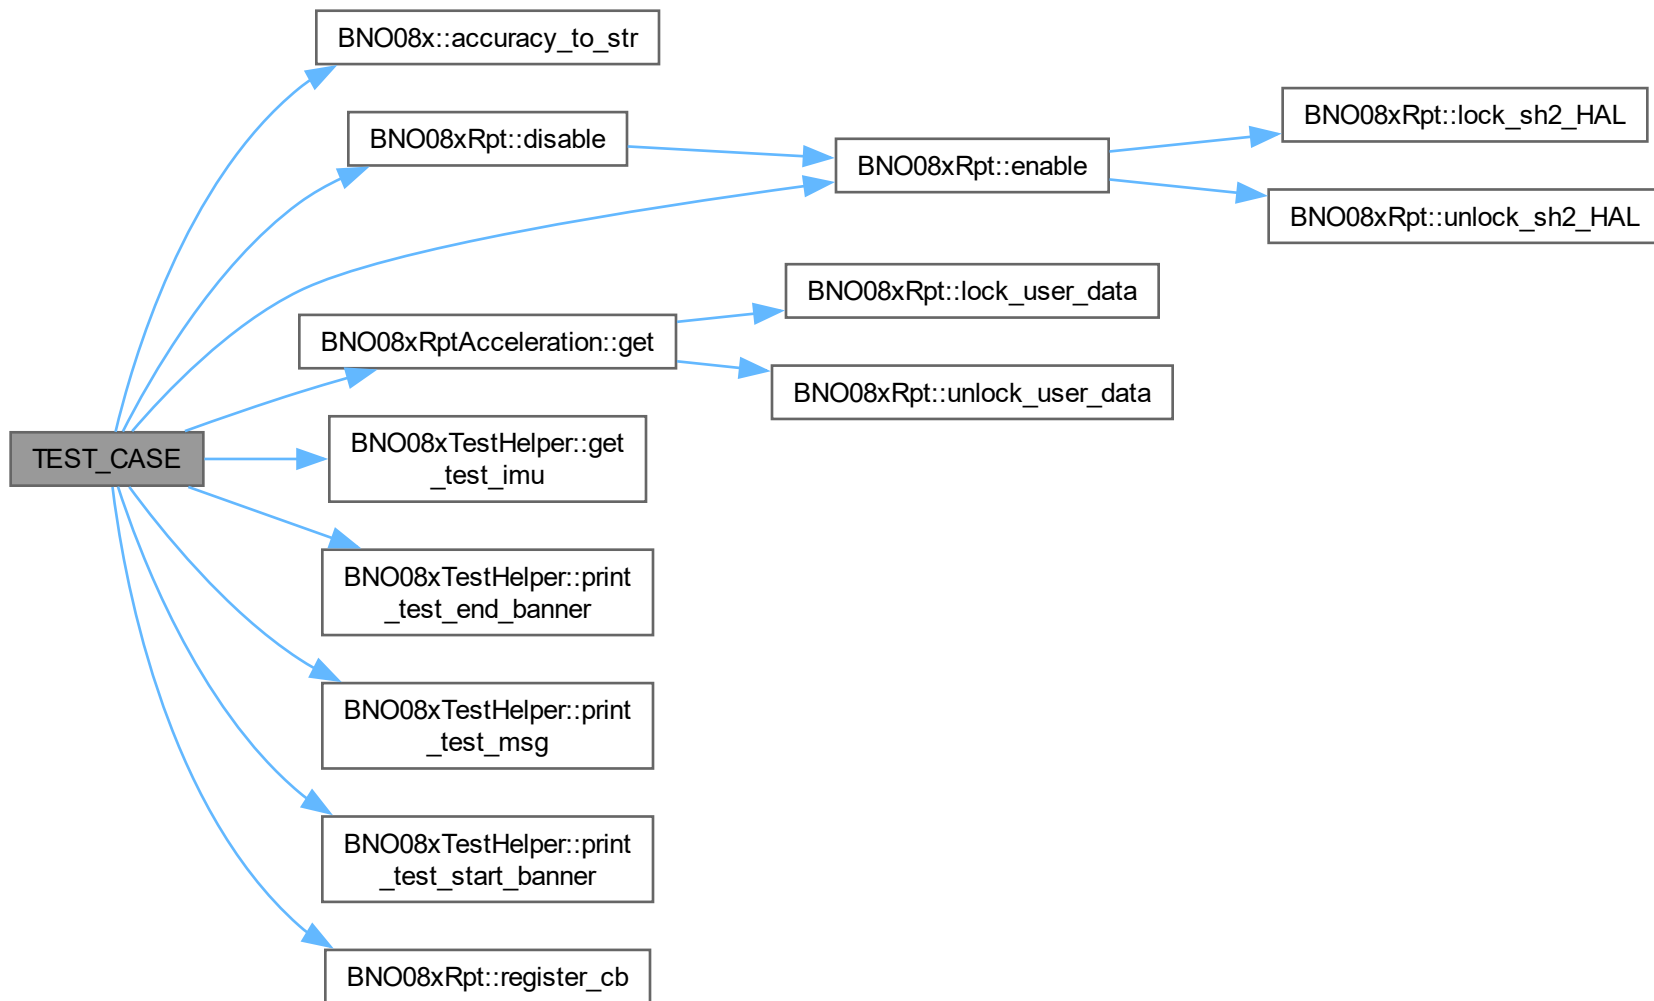 BNO08x::accuracy_to_str
BNO08xRpt::disable
BNO08xRpt::enable
BNO08xRpt::lock_sh2_HAL
BNO08xRpt::unlock_sh2_HAL
BNO08xRptAcceleration::get
BNO08xRpt::lock_user_data
BNO08xRpt::unlock_user_data
TEST_CASE
BNO08xTestHelper::get
_test_imu
BNO08xTestHelper::print
_test_end_banner
BNO08xTestHelper::print
_test_msg
BNO08xTestHelper::print
_test_start_banner
BNO08xRpt::register_cb